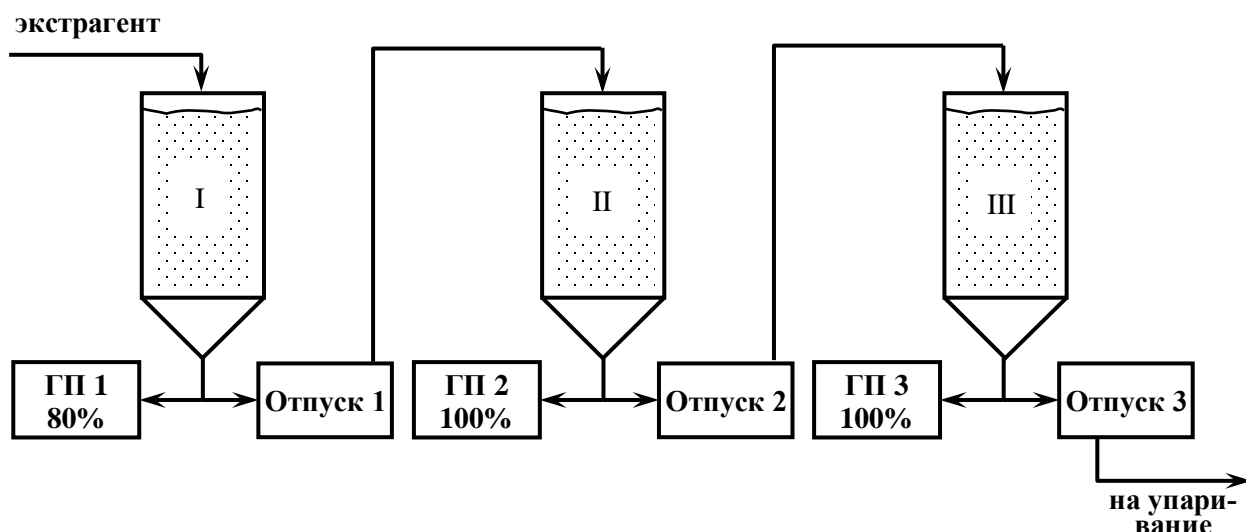 экстрагент
I
II
III
ГП 1
80%
Отпуск 1
ГП 2
100%
Отпуск 2
ГП 3
100%
Отпуск 3
на упари-
вание